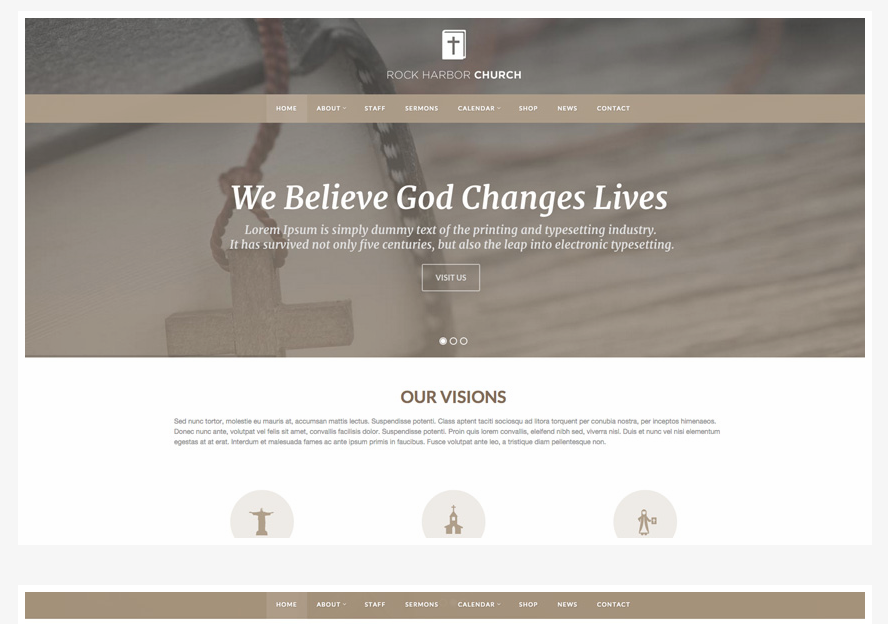 ROCK HARBOR CHURCH
HOME ABOUT STAFF SERMONS CALENDAR SHOP NEWS CONTACT
We Believe God Changes Lives
Lorem Ipsum is simply dummy text of the printing and typesetting industry.
It has survived not only five centuries, but also the leap into electronic typesetting.
VISIT US
OUR VISIONS
Sed nunc tortor, molestie eu mauris at, accumsan mattis lectus. Suspendisse potenti. Class aptent taciti sociosqu ad litora torquent per conubia nostra, per inceptos himenaeos.
Donec nunc ante, volutpat vel felis sit amet, convallis facilisis dolor. Suspendisse potenti. Proin quis lorem convallis, eleifend nibh sed, viverra nisl. Duis et nunc vel nisi elementum
egestas at at erat. Interdum et malesuada fames ac ante ipsum primis in faucibus. Fusce volutpat ante leo, a tristique diam pellentesque non.
HOME ABOUT STAFF SERMONS CALENDAR SHOP NEWS CONTACT